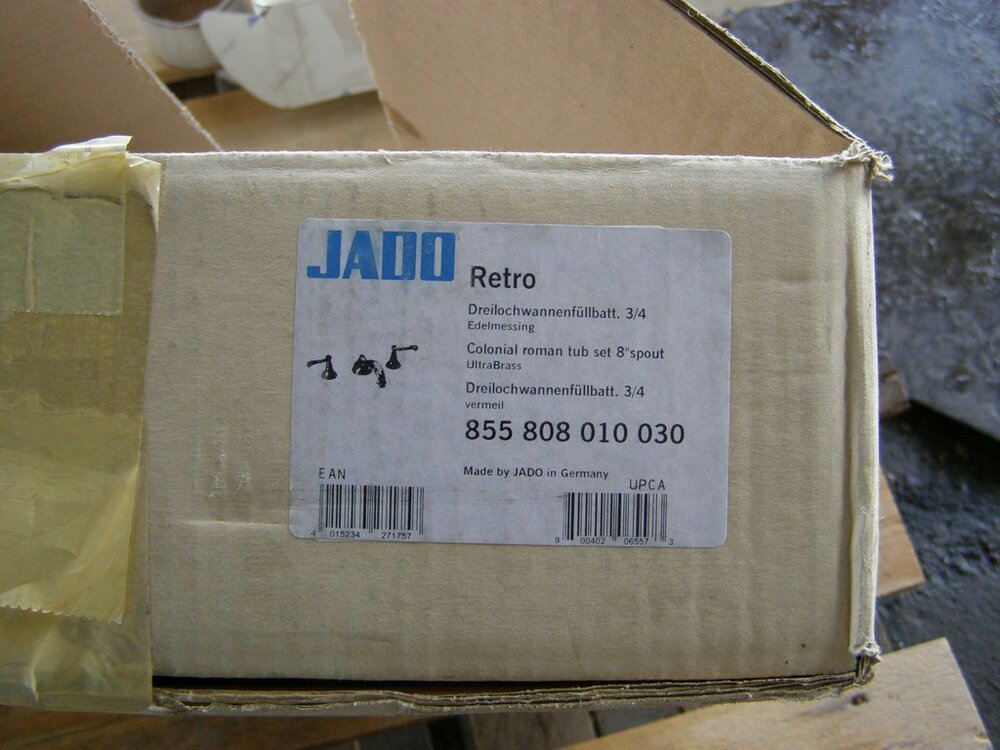 JADO
Retro
Dreilochwannenfüllbatt. 3/4
Edelmessing
Colonial roman tub set 8"spout
UltraBrass
Dreilochwannenfüllbatt. 3/4
vermeil
855 808 010 030
Made by JADO in Germany
EAN
UPCA
4 015234 271757
8 00402 06557 3